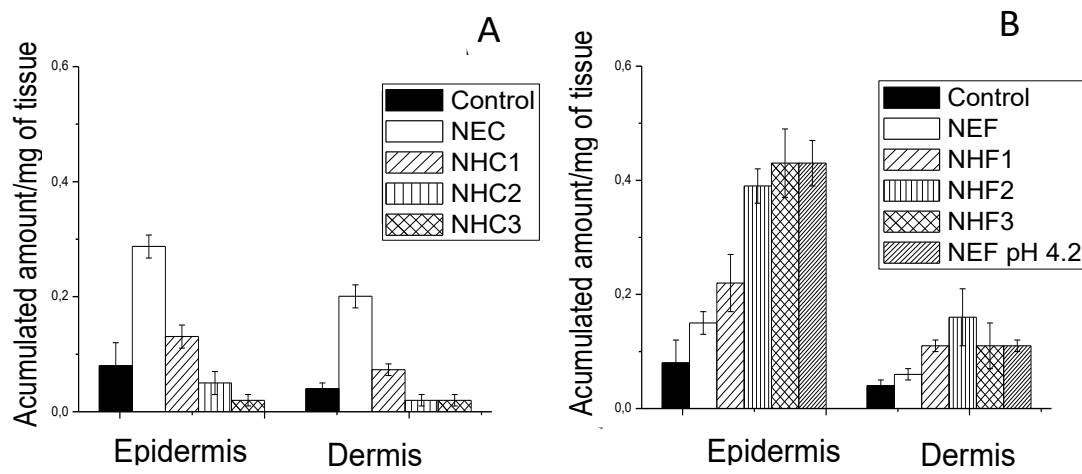 A
Acumulated amount/mg of tissue
0,6
0,4
0,2
0,0
Control
NEC
NHC1
NHC2
NHC3
Epidermis
Dermis
B
Acumulated amount/mg of tissue
0,6
0,4
0,2
0,0
Control
NEF
NHF1
NHF2
NHF3
NEF pH 4.2
Epidermis
Dermis